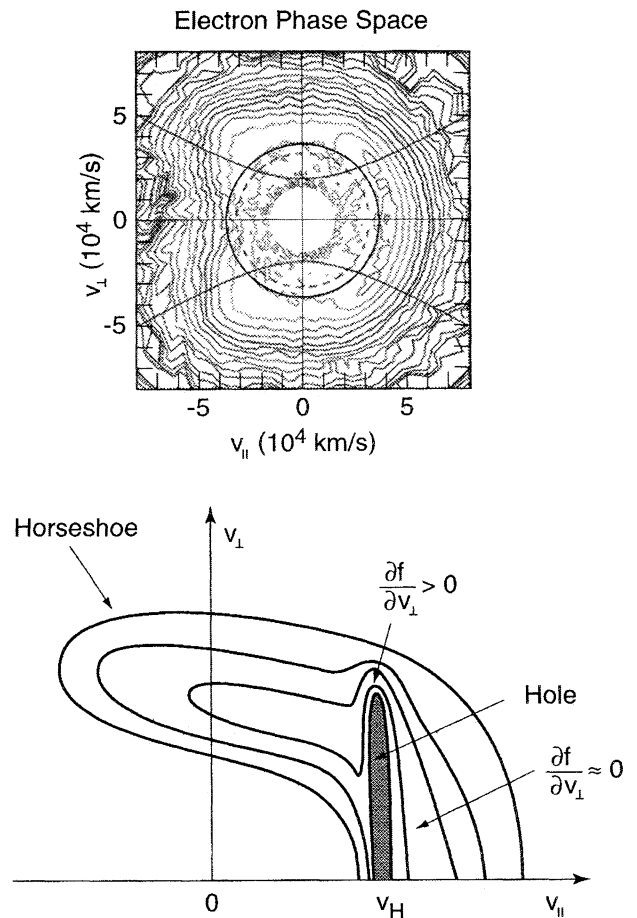 Electron Phase Space
5
0
-5
v⊥ (10⁴ km/s)
-5 0 5
v∥ (10⁴ km/s)
Horseshoe
v⊥
∂f/∂v⊥ > 0
Hole
∂f/∂v⊥ ≈ 0
0 v_H v∥